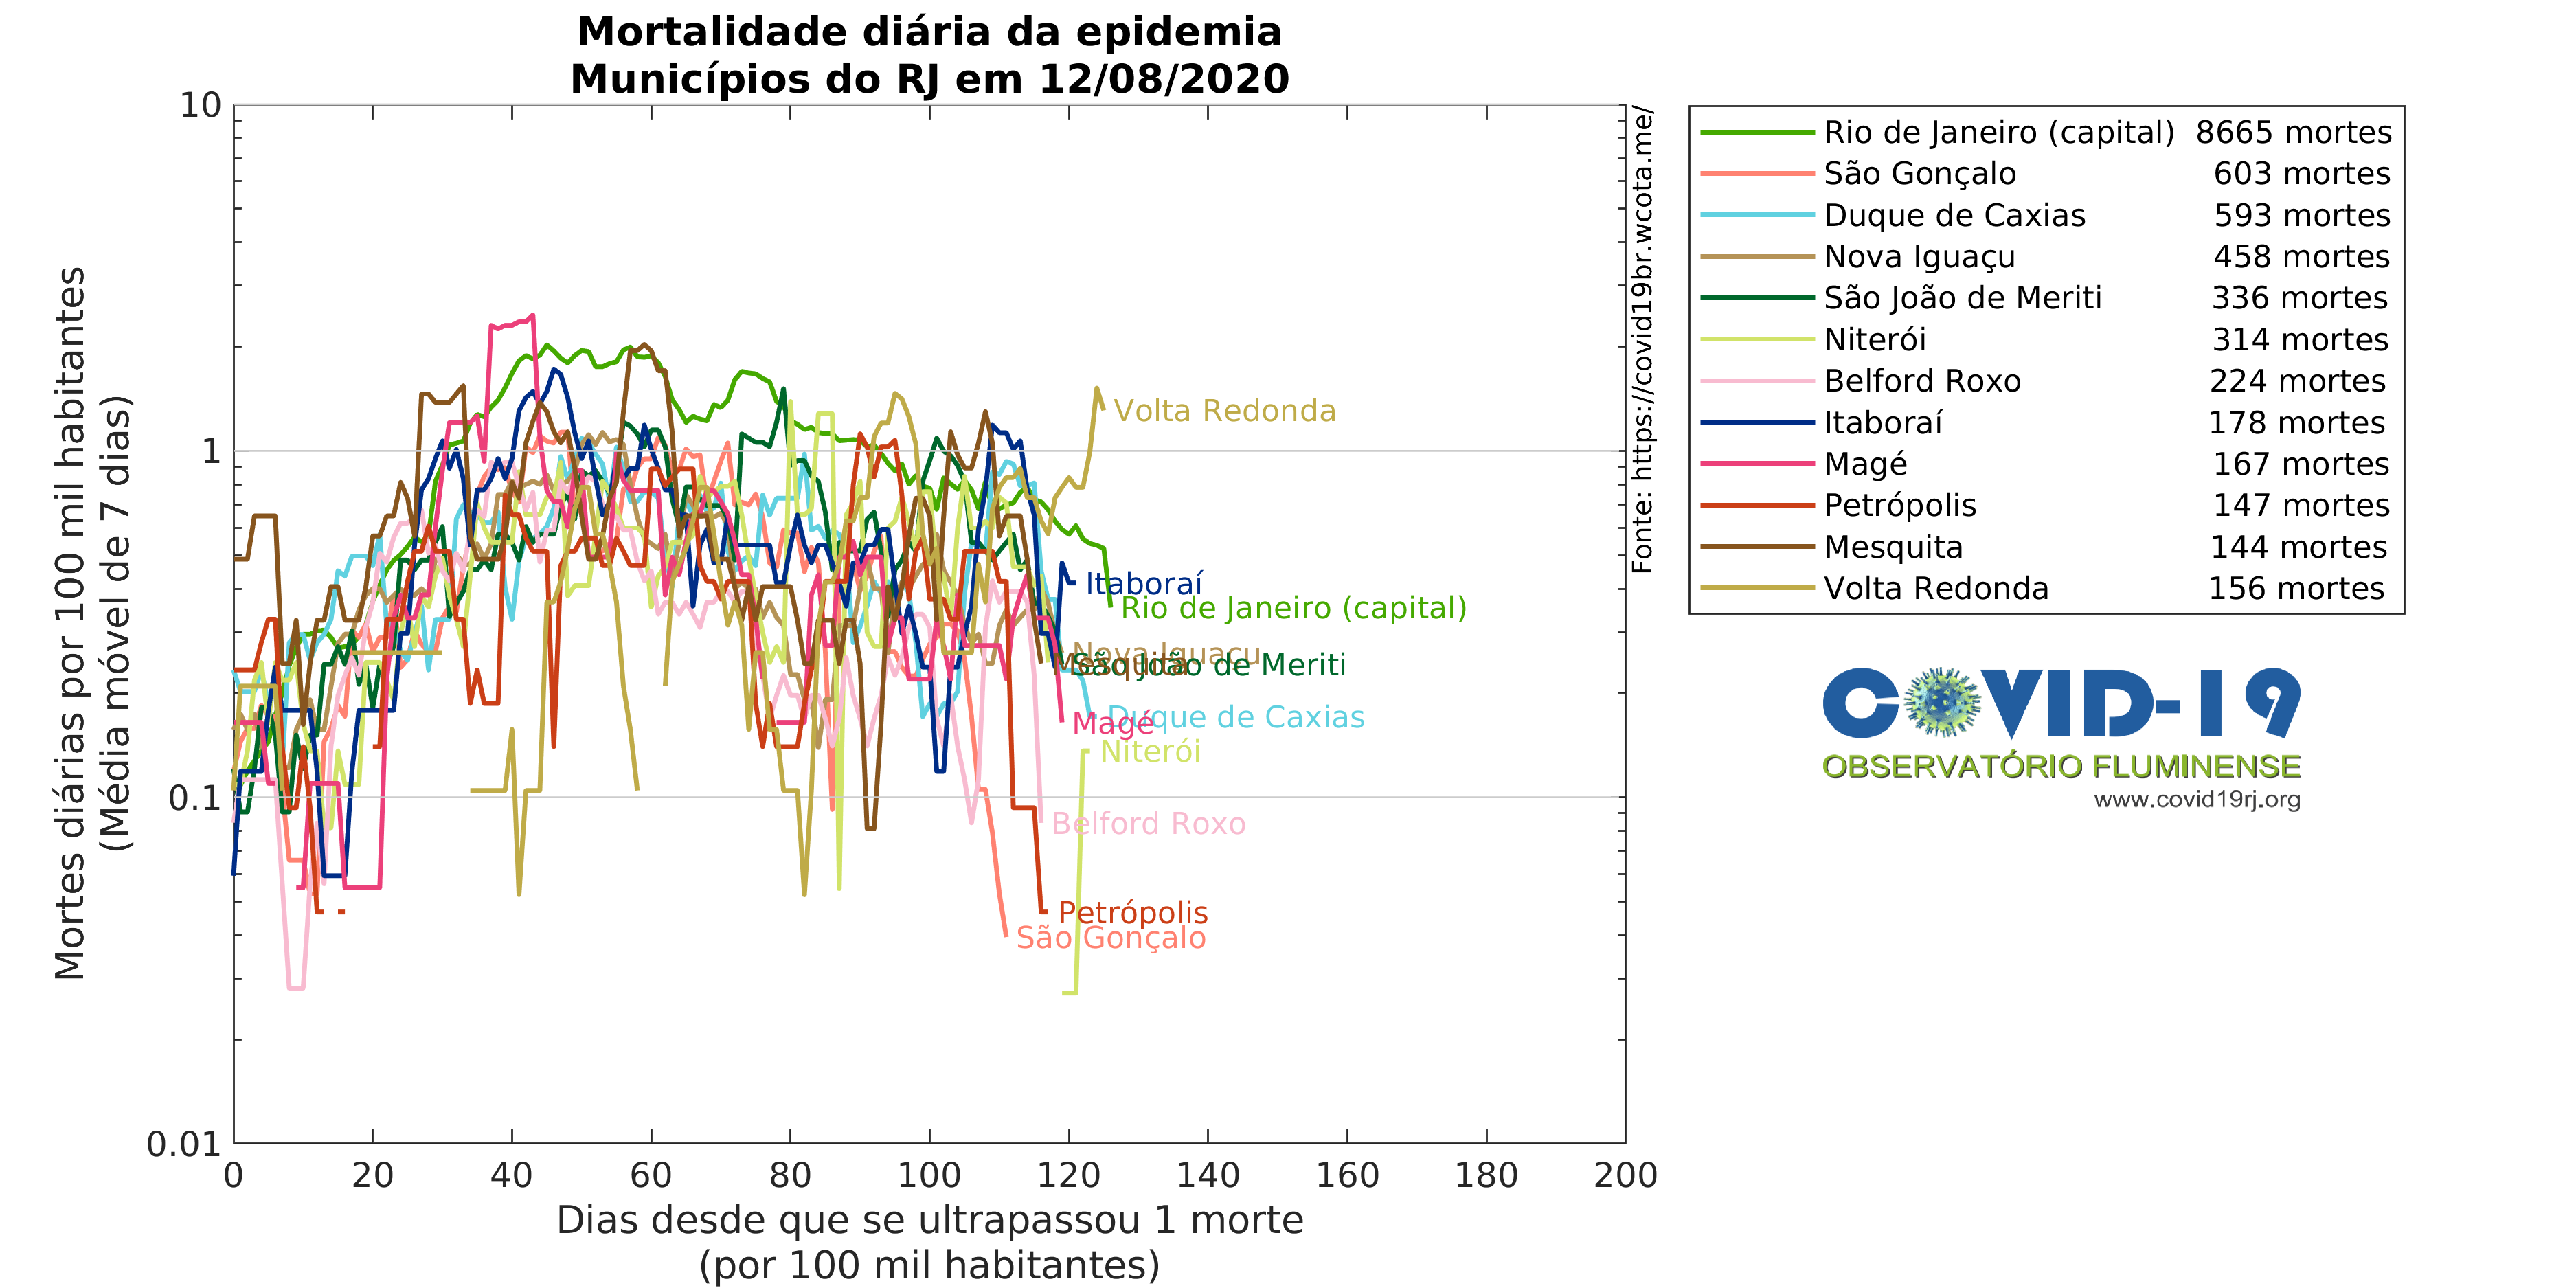 Mortalidade diária da epidemia
Municípios do RJ em 12/08/2020
Mortes diárias por 100 mil habitantes
(Média móvel de 7 dias)
10
1
0.1
0.01
0 20 40 60 80 100 120 140 160 180 200
Dias desde que se ultrapassou 1 morte
(por 100 mil habitantes)
Volta Redonda
Itaboraí
Rio de Janeiro (capital)
Nova Iguaçu
Mesquita
São João de Meriti
Duque de Caxias
Magé
Niterói
Belford Roxo
Petrópolis
São Gonçalo
Fonte: https://covid19br.wcota.me/
Rio de Janeiro (capital) 8665 mortes
São Gonçalo 603 mortes
Duque de Caxias 593 mortes
Nova Iguaçu 458 mortes
São João de Meriti 336 mortes
Niterói 314 mortes
Belford Roxo 224 mortes
Itaboraí 178 mortes
Magé 167 mortes
Petrópolis 147 mortes
Mesquita 144 mortes
Volta Redonda 156 mortes
COVID-19
OBSERVATÓRIO FLUMINENSE
www.covid19rj.org